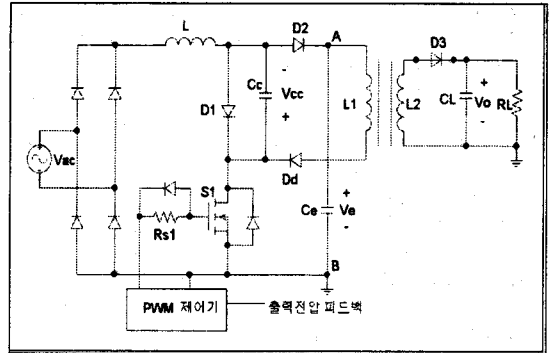 L
D2
A
D3
Cc
-
Vcc
+
D1
L1
L2
CL
+
Vo
-
RL
Vac
Dd
S1
Rs1
Ce
+
Ve
-
B
PWM 제어기
출력전압 피드백